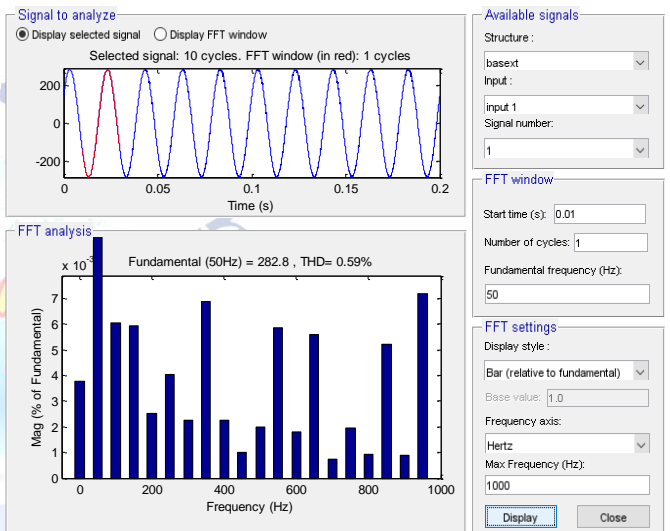 Signal to analyze
Display selected signal Display FFT window
Selected signal: 10 cycles. FFT window (in red): 1 cycles
200
0
-200
0 0.05 0.1 0.15 0.2
Time (s)
FFT analysis
x 10^-3
Fundamental (50Hz) = 282.8 , THD= 0.59%
Mag (% of Fundamental)
7
6
5
4
3
2
1
0
0 200 400 600 800 1000
Frequency (Hz)
Available signals
Structure :
basext
Input :
input 1
Signal number:
1
FFT window
Start time (s): 0.01
Number of cycles: 1
Fundamental frequency (Hz):
50
FFT settings
Display style :
Bar (relative to fundamental)
Base value: 1.0
Frequency axis:
Hertz
Max Frequency (Hz):
1000
Display Close